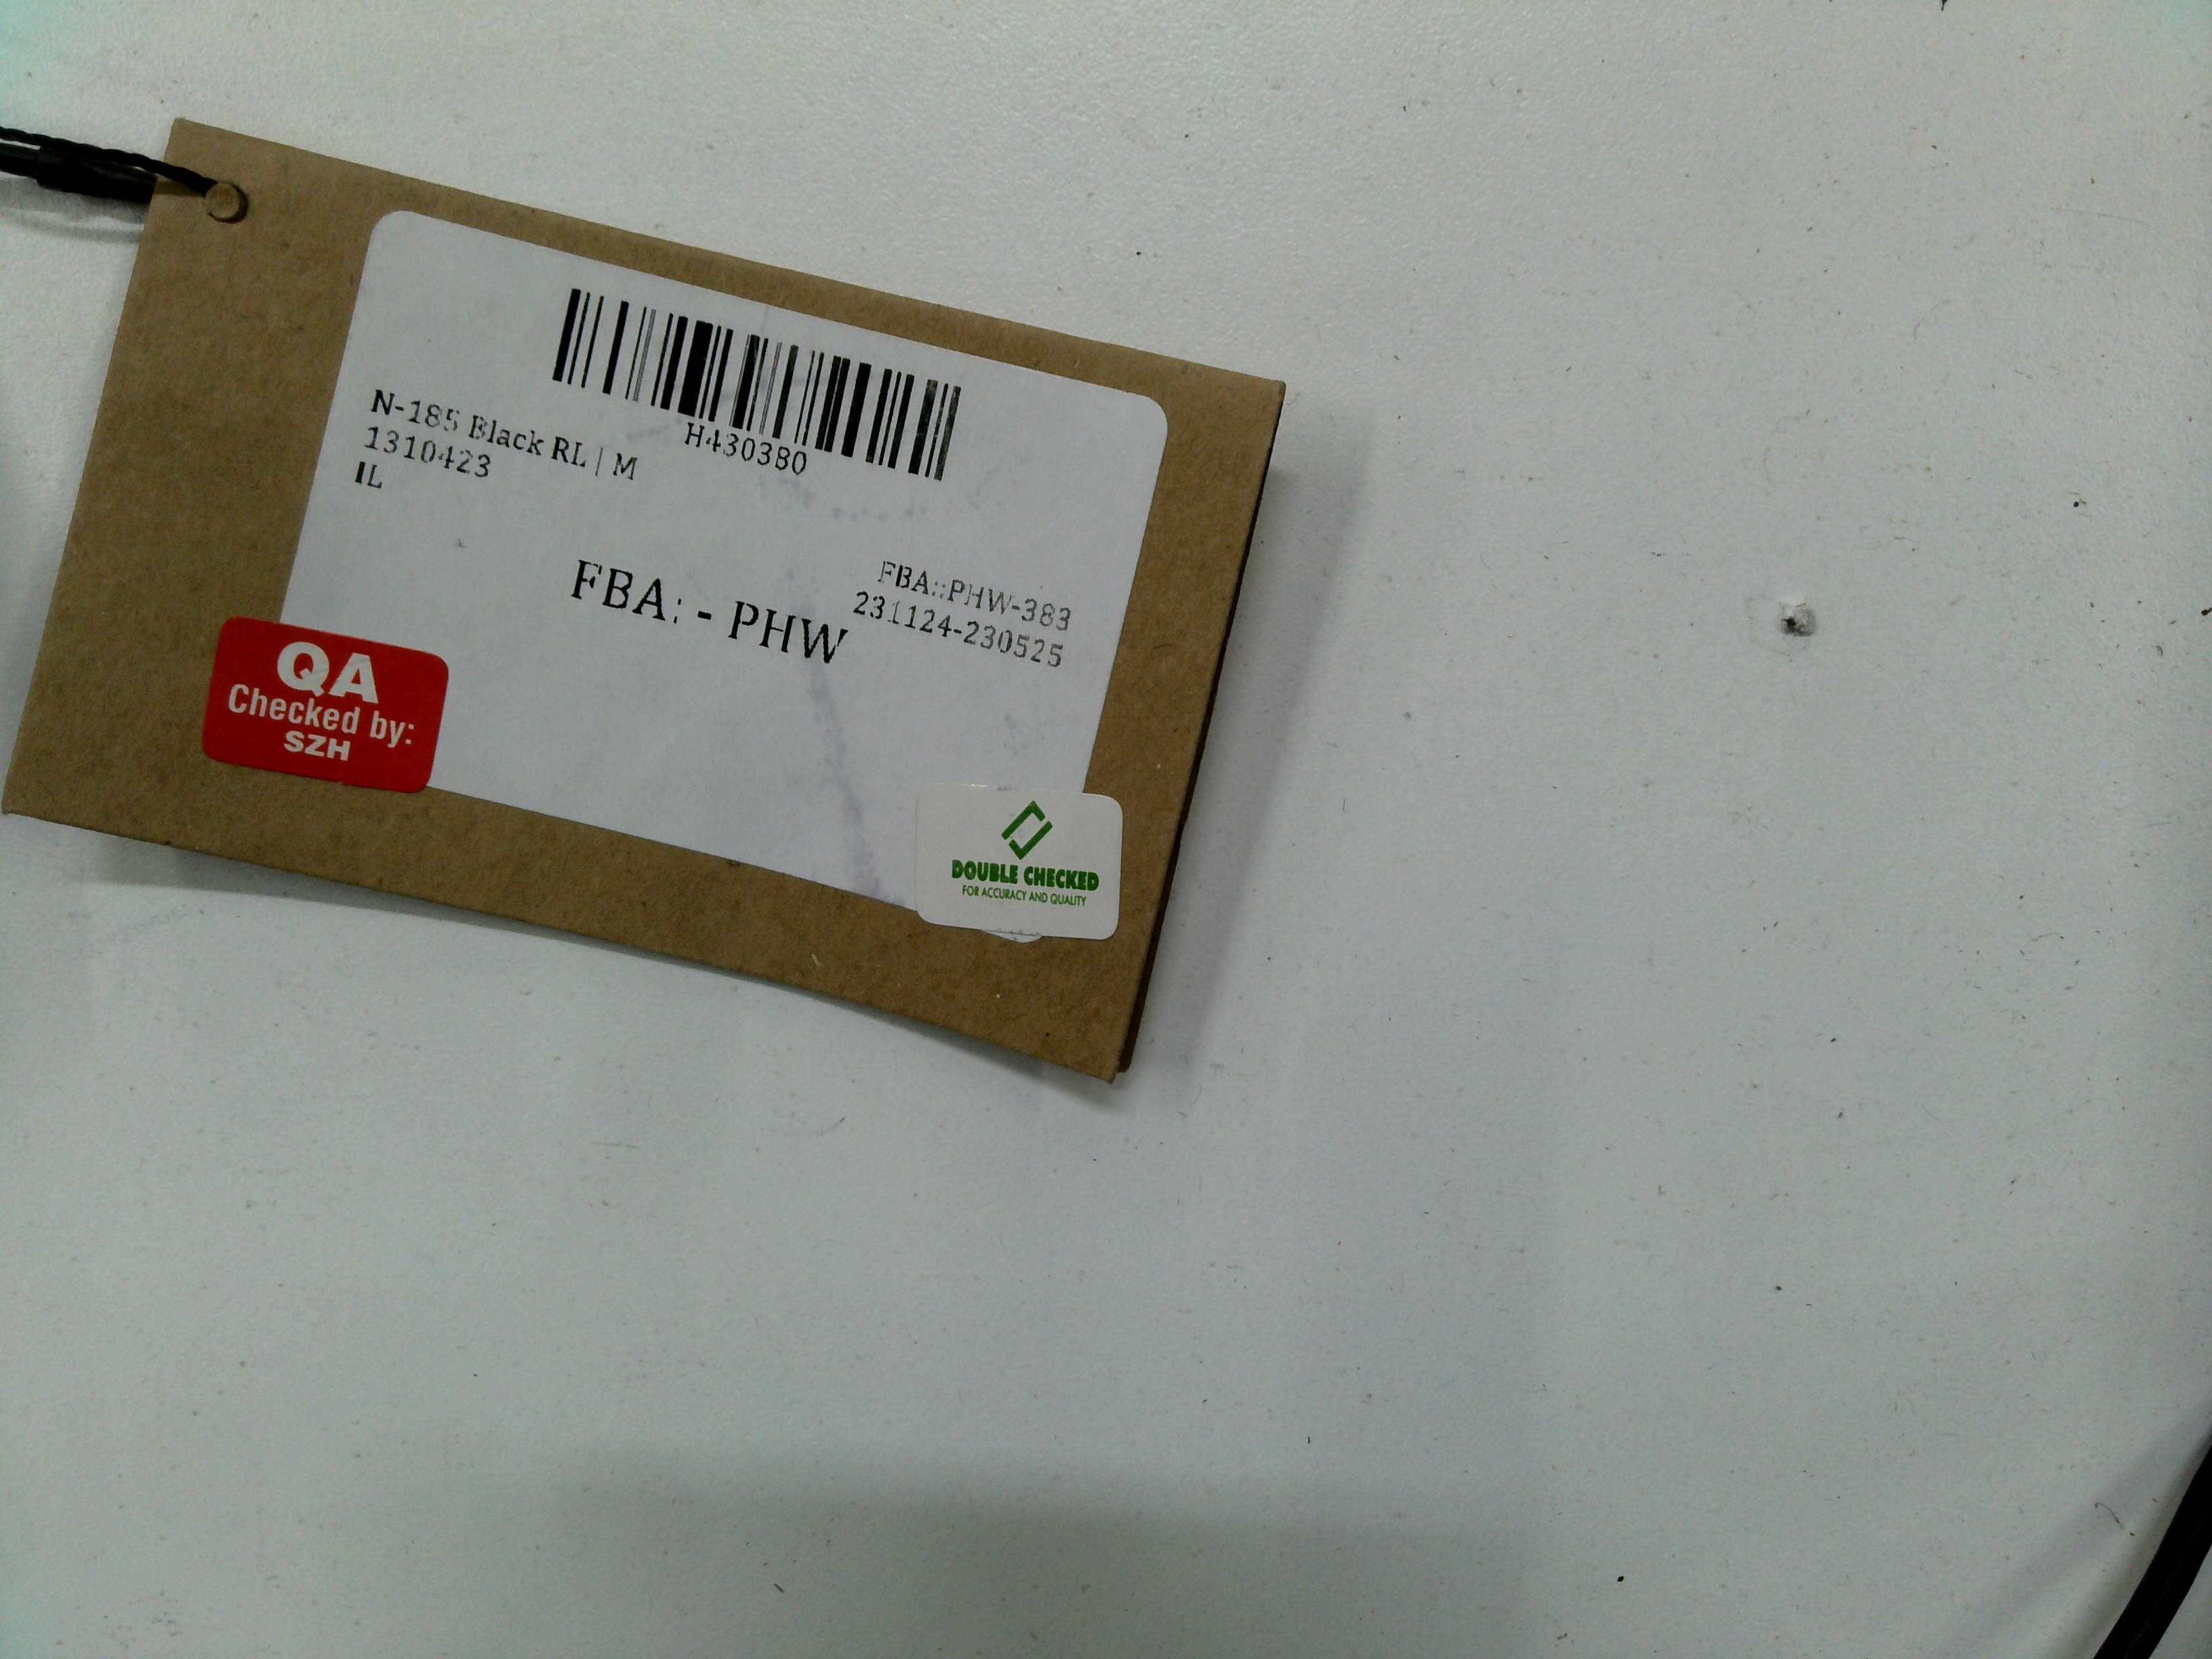 H430380
N-185 Black RL | M
1310423
IL
FBA::PHW-383
231124-230525
FBA: - PHW
QA
Checked by:
SZH
DOUBLE CHECKED
FOR ACCURACY AND QUALITY